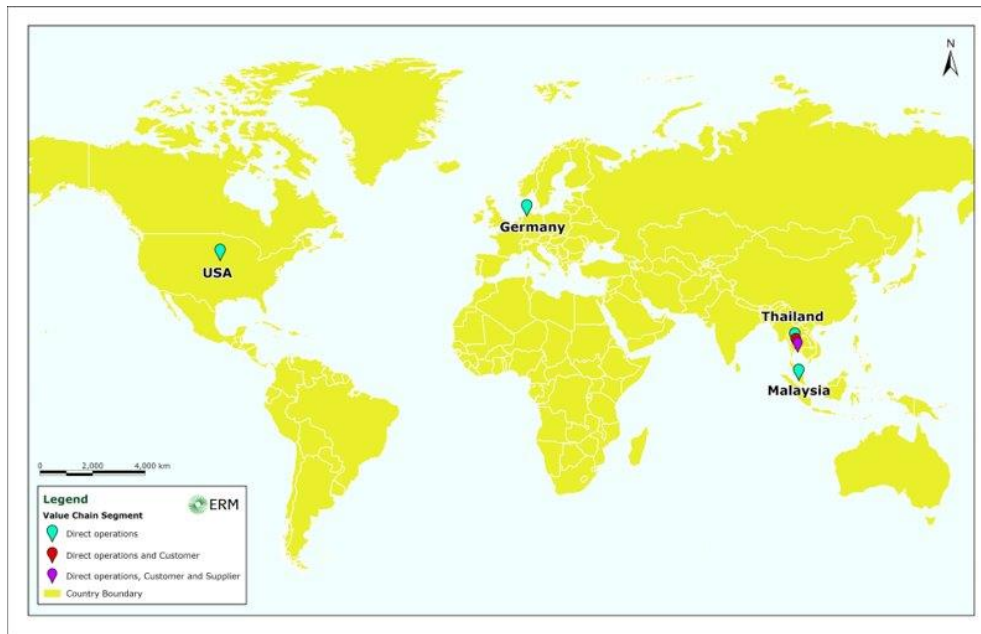 N
USA
Germany
Thailand
Malaysia
0 2,000 4,000 km
Legend
ERM
Value Chain Segment
Direct operations
Direct operations and Customer
Direct operations, Customer and Supplier
Country Boundary